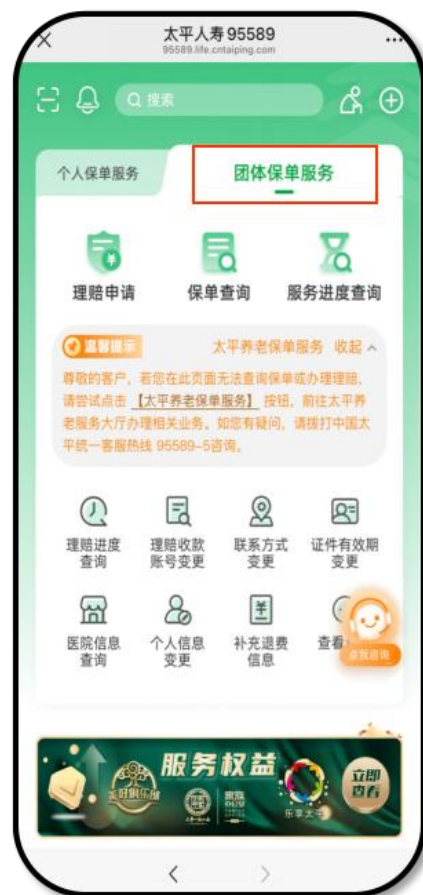 太平人寿 95589
95589.life.cntaiping.com
搜索
个人保单服务
团体保单服务
理赔申请
保单查询
服务进度查询
温馨提示
太平养老保单服务 收起
尊敬的客户，若您在此页面无法查询保单或办理理赔，
请尝试点击 【太平养老保单服务】 按钮，前往太平养
老服务大厅办理相关业务。如您有疑问，请拨打中国太
平统一客服热线 95589-5咨询。
理赔进度
查询
理赔收款
账号变更
联系方式
变更
证件有效期
变更
医院信息
查询
个人信息
变更
补充退费
信息
查看
点我咨询
服务权益
立即
查看